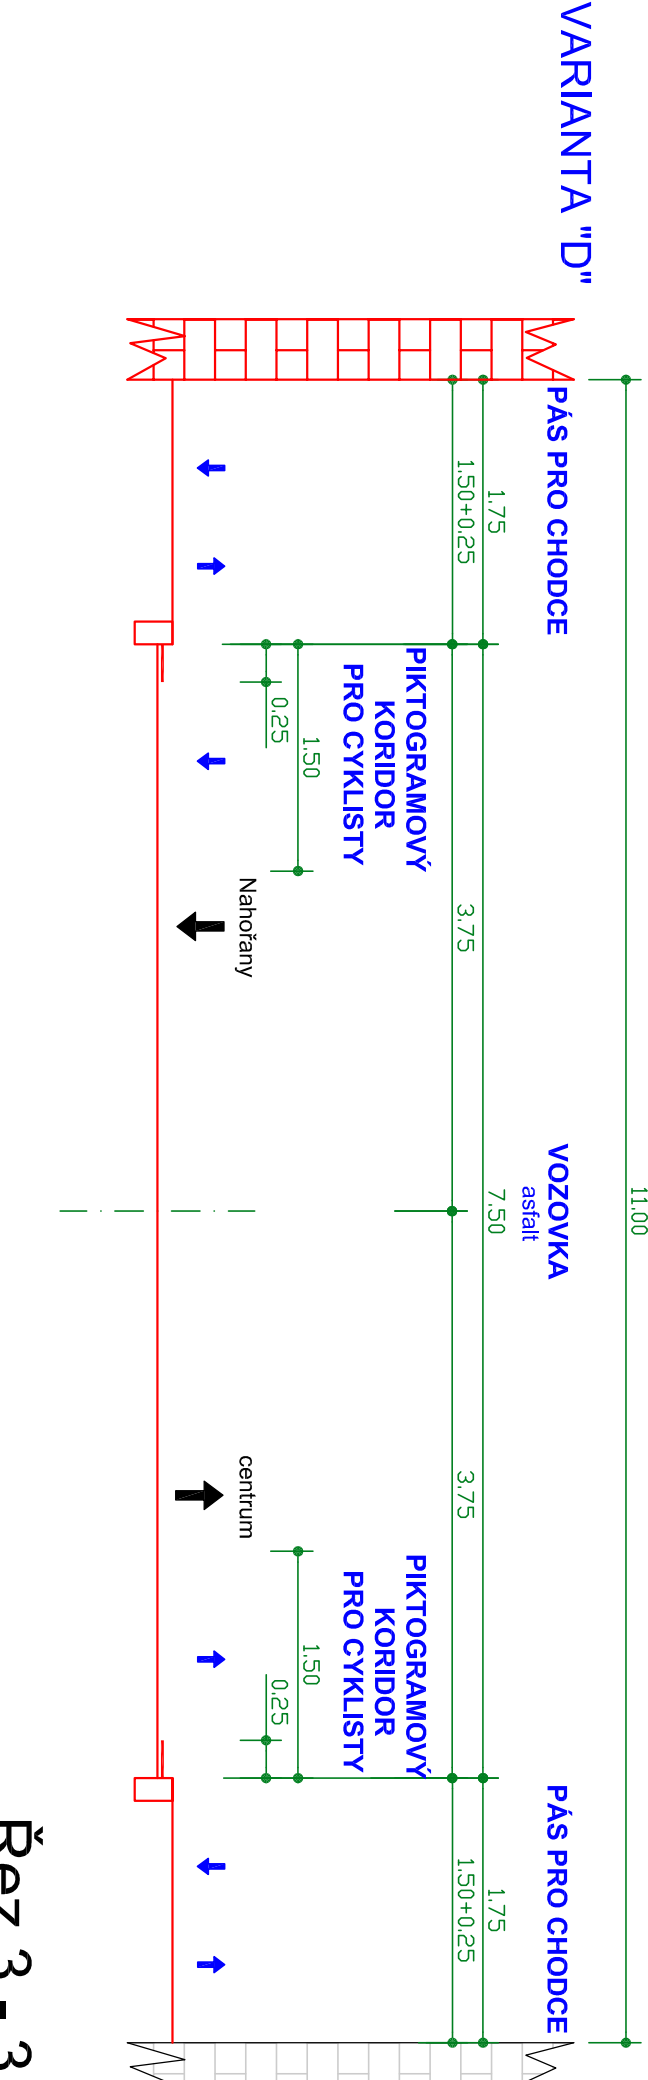 VARIANTA "D"
11.00
PÁS PRO CHODCE
VOZOVKA
asfalt
PÁS PRO CHODCE
1.75
7.50
1.75
1.50+0.25
3.75
3.75
1.50+0.25
PIKTOGRAMOVÝ
KORIDOR
PRO CYKLISTY
PIKTOGRAMOVÝ
KORIDOR
PRO CYKLISTY
1.50
1.50
0.25
0.25
Nahořany
centrum
Řez 3 - 3